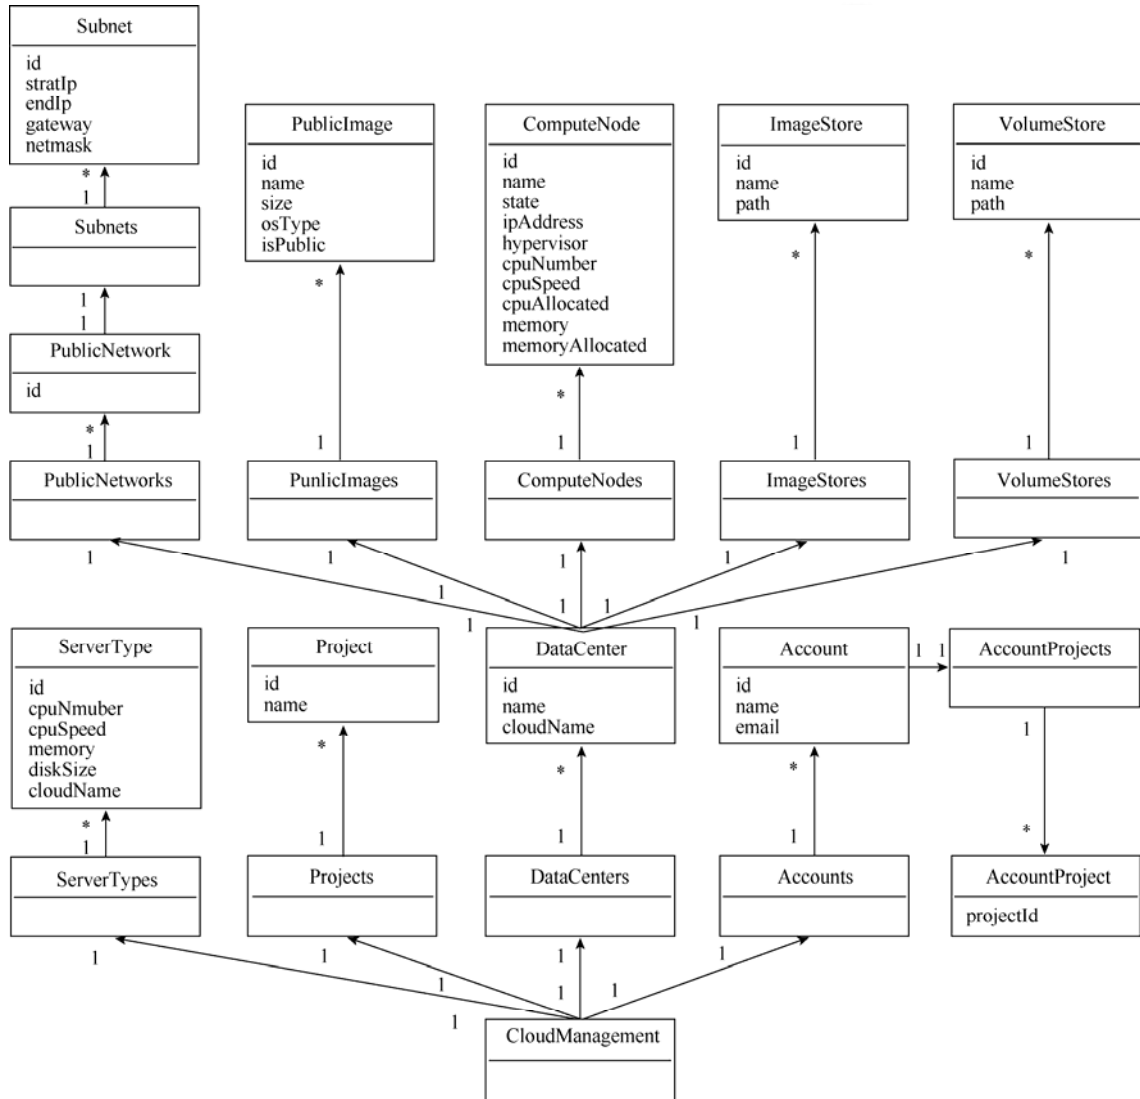 Subnet
id
stratIp
endIp
gateway
netmask
*
1
Subnets
1
1
PublicNetwork
id
*
1
PublicNetworks
PublicImage
id
name
size
osType
isPublic
*
1
PunlicImages
ComputeNode
id
name
state
ipAddress
hypervisor
cpuNumber
cpuSpeed
cpuAllocated
memory
memoryAllocated
*
1
ComputeNodes
ImageStore
id
name
path
*
1
ImageStores
VolumeStore
id
name
path
*
1
VolumeStores
1
1
1
1
1
1
1
1
1
1
ServerType
id
cpuNmuber
cpuSpeed
memory
diskSize
cloudName
*
1
ServerTypes
Project
id
name
*
1
Projects
DataCenter
id
name
cloudName
*
1
DataCenters
Account
id
name
email
*
1
Accounts
1
1
AccountProjects
1
*
AccountProject
projectId
1
1
1
1
1
1
1
1
CloudManagement